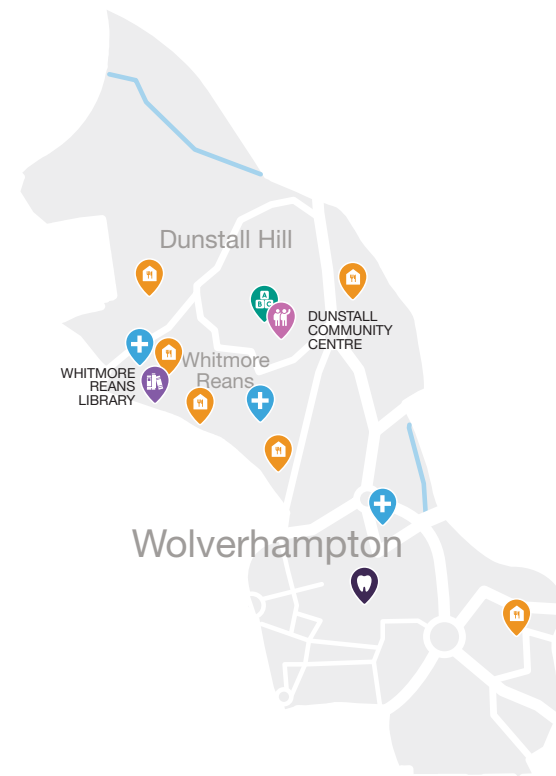 Dunstall Hill
A
B C
DUNSTALL
COMMUNITY
CENTRE
Whitmore
Reans
WHITMORE
REANS
LIBRARY
Wolverhampton